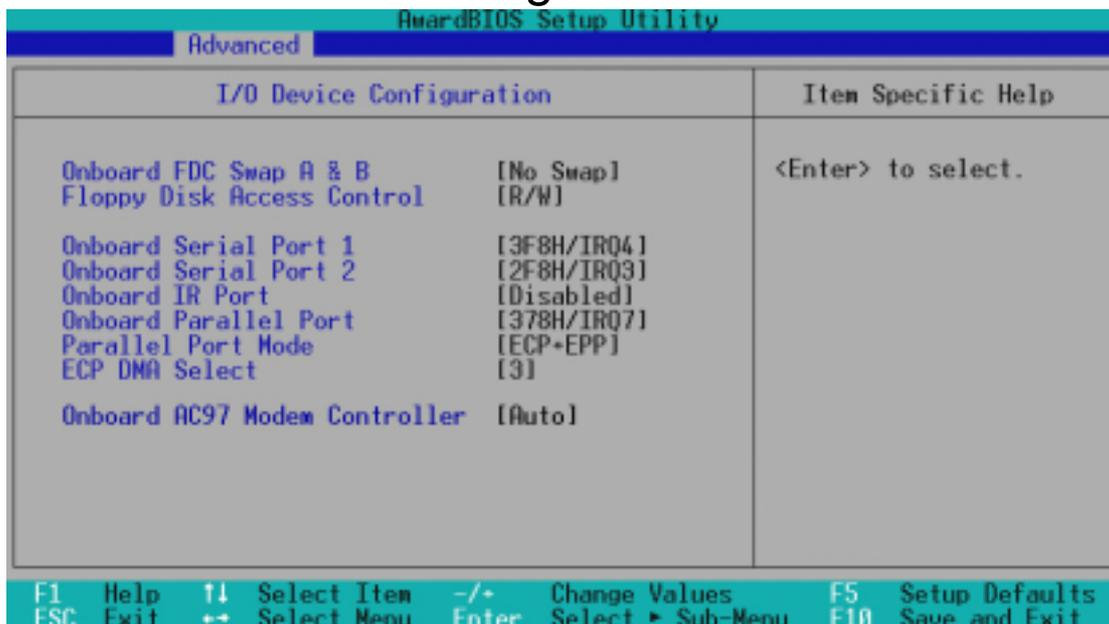 AwardBIOS Setup Utility
Advanced
I/O Device Configuration
Item Specific Help
Onboard FDC Swap A & B [No Swap]
<Enter> to select.
Floppy Disk Access Control [R/W]
Onboard Serial Port 1 [3F8H/IRQ4]
Onboard Serial Port 2 [2F8H/IRQ3]
Onboard IR Port [Disabled]
Onboard Parallel Port [378H/IRQ7]
Parallel Port Mode [ECP+EPP]
ECP DMA Select [3]
Onboard AC97 Modem Controller [Auto]
F1 Help ↑↓ Select Item -/+ Change Values F5 Setup Defaults
ESC Exit ←→ Select Menu Enter Select ► Sub-Menu F10 Save and Exit